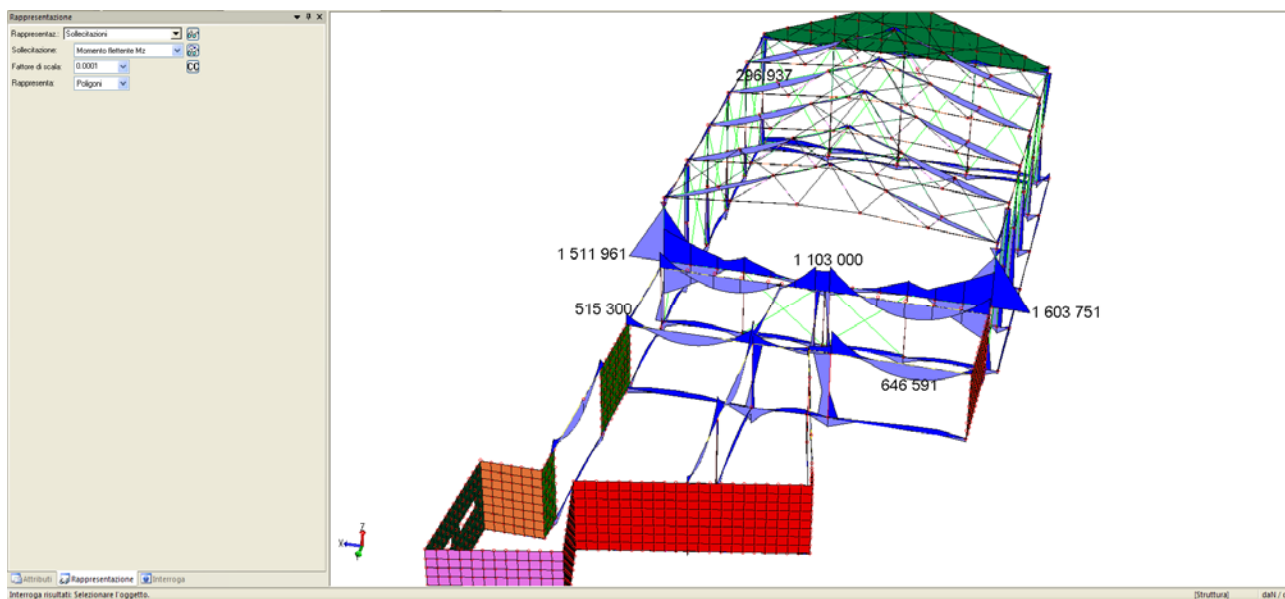 Rappresentazione
Rappresentaz.: Sollecitazioni
Sollecitazione: Momento flettente Mz
Fattore di scala: 0.0001
Rappresenta: Poligoni
296 937
1 511 961
1 103 000
515 300
1 603 751
646 591
Z
X
Attributi Rappresentazione Interroga
Interroga risultati: Selezionare l'oggetto. [Struttura] daN /